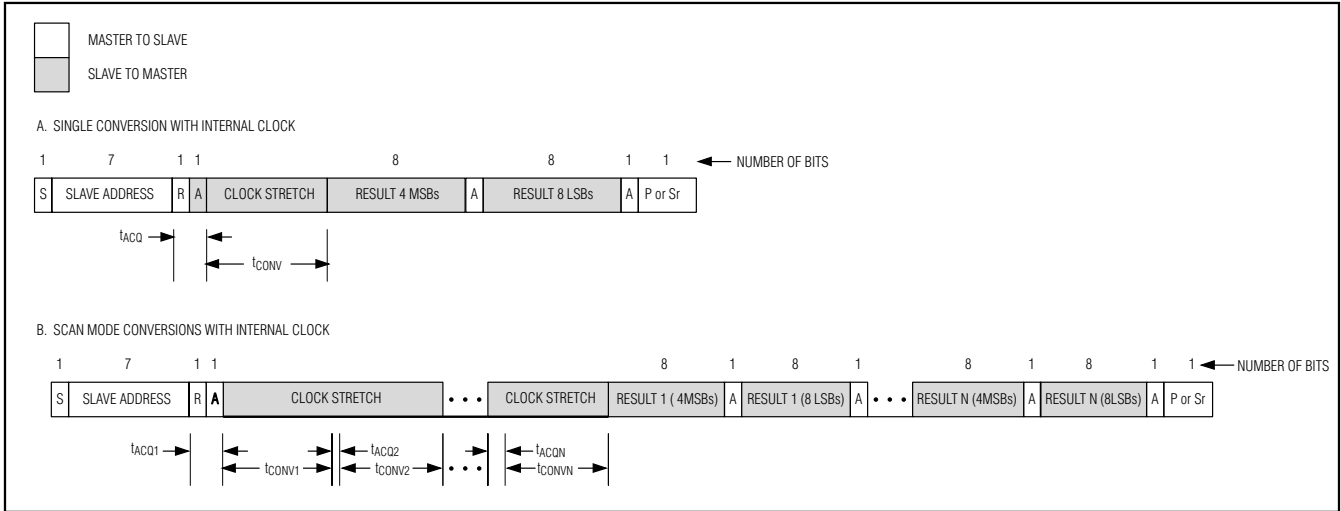 MASTER TO SLAVE
SLAVE TO MASTER
A. SINGLE CONVERSION WITH INTERNAL CLOCK
1 7 1 1 8 8 1 1 NUMBER OF BITS
S SLAVE ADDRESS R A CLOCK STRETCH RESULT 4 MSBs A RESULT 8 LSBs A P or Sr
tACQ
tCONV
B. SCAN MODE CONVERSIONS WITH INTERNAL CLOCK
1 7 1 1 8 1 8 1 8 1 8 1 1 NUMBER OF BITS
S SLAVE ADDRESS R A CLOCK STRETCH • • • CLOCK STRETCH RESULT 1 ( 4MSBs) A RESULT 1 (8 LSBs) A • • • RESULT N (4MSBs) A RESULT N (8LSBs) A P or Sr
tACQ1 tACQ2 tACQN
tCONV1 tCONV2 • • • tCONVN